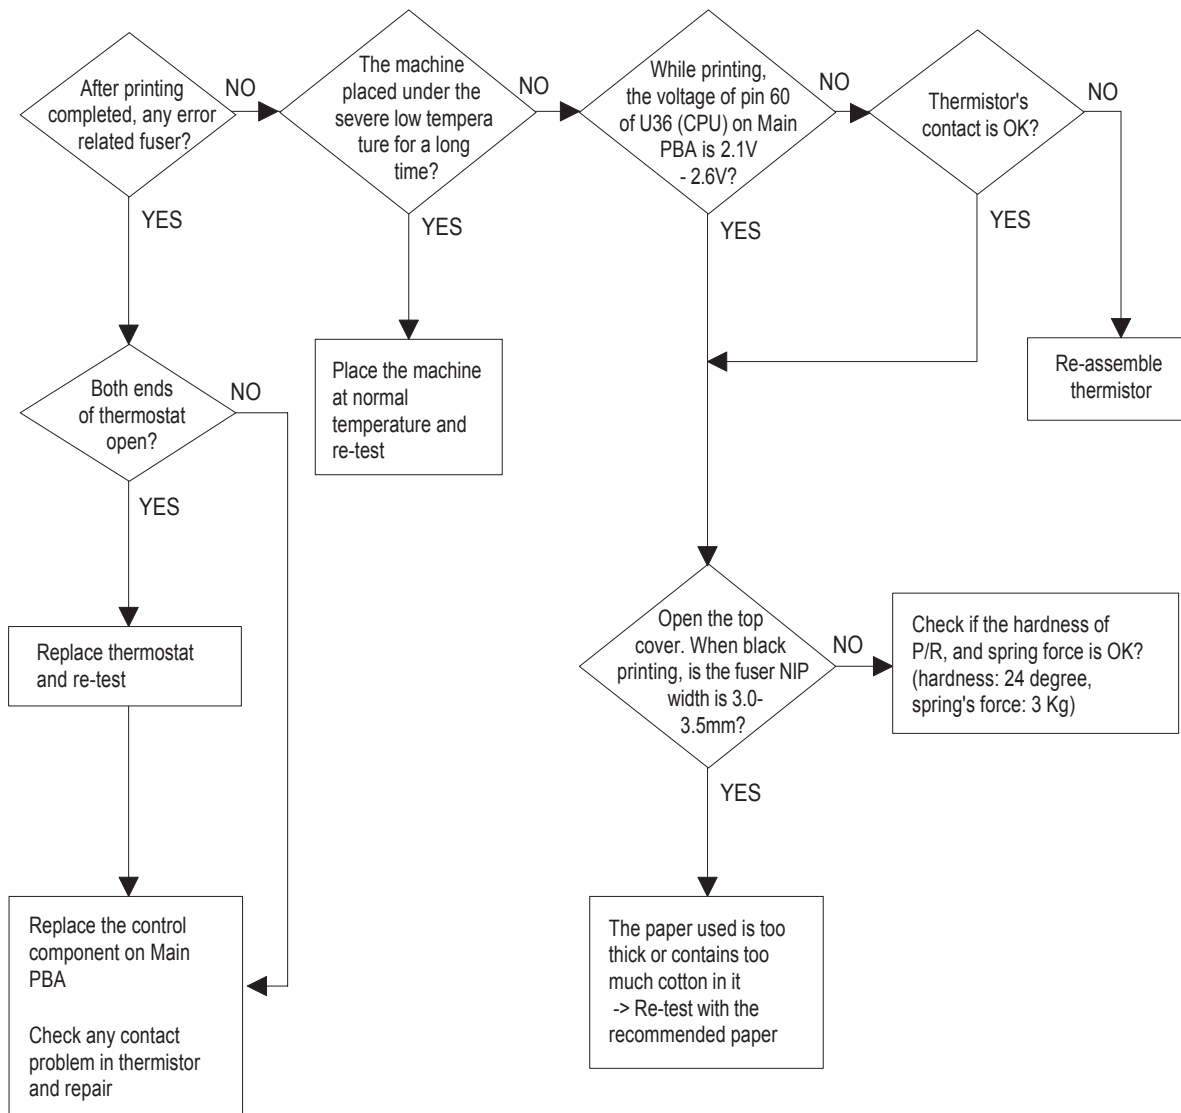 After printing
completed, any error
related fuser?
NO
YES
The machine
placed under the
severe low tempera
ture for a long
time?
NO
YES
While printing,
the voltage of pin 60
of U36 (CPU) on Main
PBA is 2.1V
- 2.6V?
NO
YES
Thermistor's
contact is OK?
NO
YES
Re-assemble
thermistor
Place the machine
at normal
temperature and
re-test
Both ends
of thermostat
open?
NO
YES
Replace thermostat
and re-test
Replace the control
component on Main
PBA
Check any contact
problem in thermistor
and repair
Open the top
cover. When black
printing, is the fuser NIP
width is 3.0-
3.5mm?
NO
YES
Check if the hardness of
P/R, and spring force is OK?
(hardness: 24 degree,
spring's force: 3 Kg)
The paper used is too
thick or contains too
much cotton in it
-> Re-test with the
recommended paper